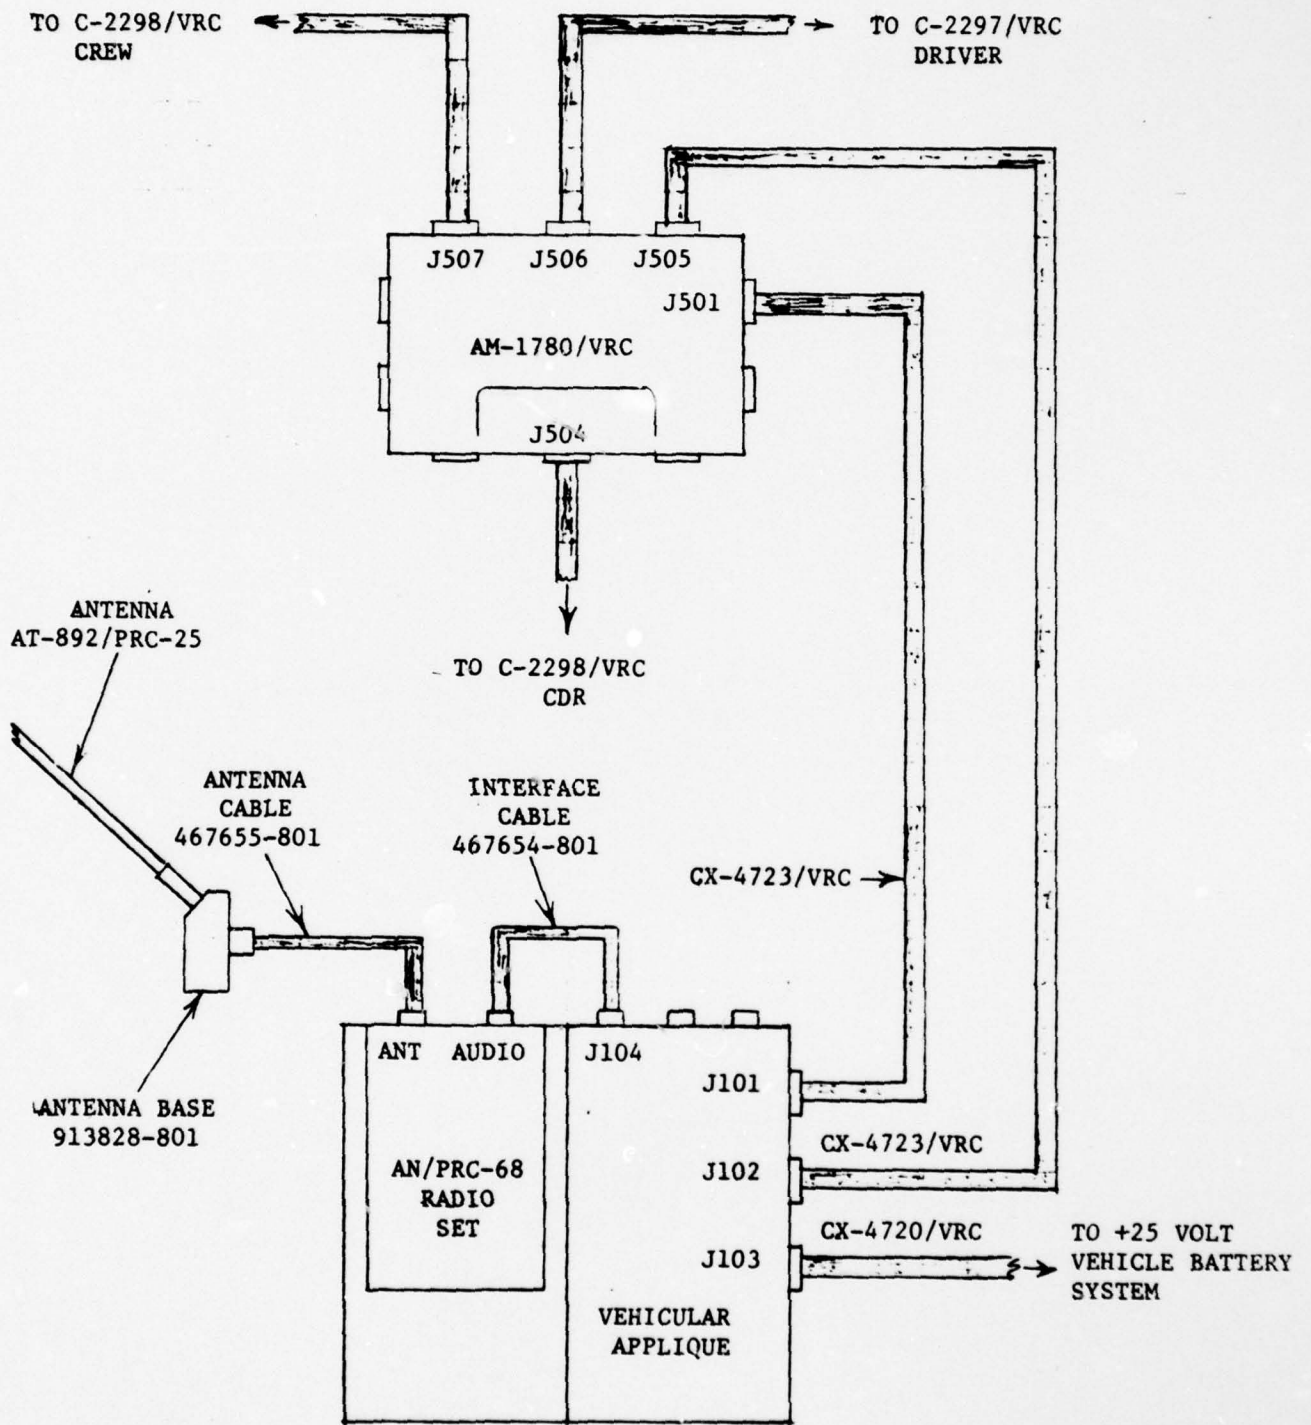 TO C-2298/VRC
CREW
TO C-2297/VRC
DRIVER
J507
J506
J505
J501
AM-1780/VRC
J504
TO C-2298/VRC
CDR
ANTENNA
AT-892/PRC-25
ANTENNA
CABLE
467655-801
INTERFACE
CABLE
467654-801
CX-4723/VRC
ANT
AUDIO
J104
J101
ANTENNA BASE
913828-801
CX-4723/VRC
AN/PRC-68
RADIO
SET
J102
CX-4720/VRC
J103
TO +25 VOLT
VEHICLE BATTERY
SYSTEM
VEHICULAR
APPLIQUE